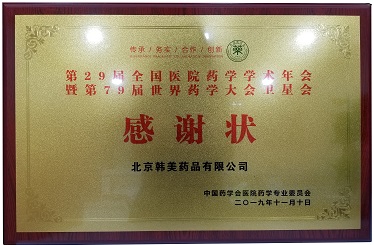 传承/务实/合作/创新
第29届全国医院药学学术年会
暨第79届世界药学大会卫星会
感谢状
北京韩美药品有限公司
中国药学会医院药学专业委员会
二〇一九年十一月十日